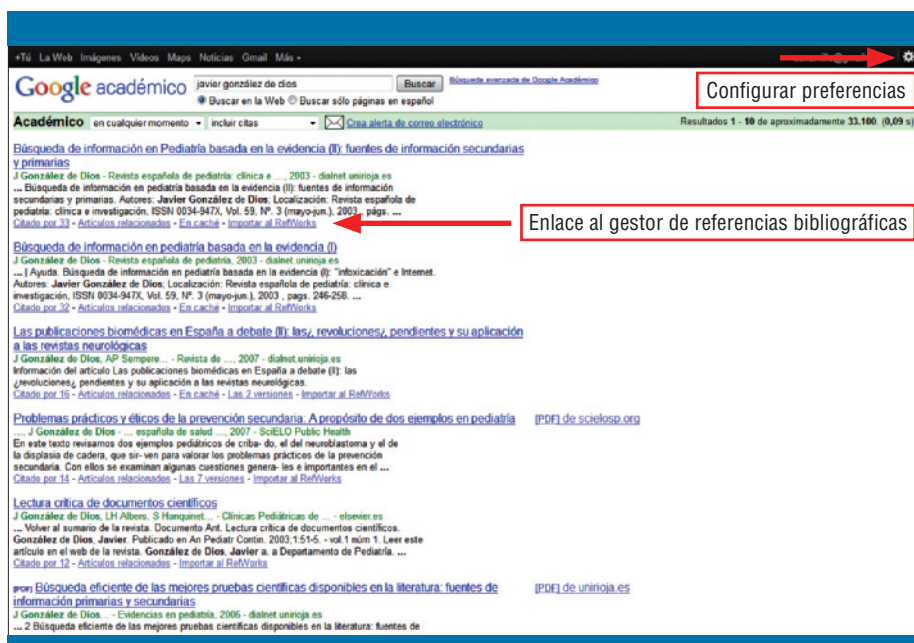 +Tú La Web Imágenes Vídeos Maps Noticias Gmail Más
Google académico javier gonzález de dios Buscar Búsqueda avanzada de Google Académico
Buscar en la Web Buscar sólo páginas en español
Configurar preferencias
Académico en cualquier momento incluir citas Crea alerta de correo electrónico Resultados 1 - 10 de aproximadamente 33.100. (0,09 s)
Búsqueda de información en Pediatría basada en la evidencia (II): fuentes de información secundarias
y primarias
J González de Dios - Revista española de pediatría: clínica e ..., 2003 - dialnet.unirioja.es
... Búsqueda de información en pediatría basada en la evidencia (II): fuentes de información
secundarias y primarias. Autores: Javier González de Dios; Localización: Revista española de
pediatría: clínica e investigación, ISSN 0034-947X, Vol. 59, Nº. 3 (mayo-jun.), 2003 , págs. ...
Citado por 33 - Artículos relacionados - En caché - Importar al RefWorks
Enlace al gestor de referencias bibliográficas
Búsqueda de información en pediatría basada en la evidencia (I)
J González de Dios - Revista española de pediatría, 2003 - dialnet.unirioja.es
... | Ayuda. Búsqueda de información en pediatría basada en la evidencia (I): "infoxicación" e Internet.
Autores: Javier González de Dios; Localización: Revista española de pediatría: clínica e
investigación, ISSN 0034-947X, Vol. 59, Nº. 3 (mayo-jun.), 2003 , pags. 246-258. ...
Citado por 32 - Artículos relacionados - En caché - Importar al RefWorks
Las publicaciones biomédicas en España a debate (II): las¿ revoluciones¿ pendientes y su aplicación
a las revistas neurológicas
J González de Dios, AP Sempere... - Revista de ..., 2007 - dialnet.unirioja.es
Información del artículo Las publicaciones biomédicas en España a debate (II): las
¿revoluciones¿ pendientes y su aplicación a las revistas neurológicas.
Citado por 16 - Artículos relacionados - En caché - Las 2 versiones - Importar al RefWorks
Problemas prácticos y éticos de la prevención secundaria: A propósito de dos ejemplos en pediatría [PDF] de scielosp.org
..., J González de Dios - ... española de salud ..., 2007 - SciELO Public Health
En este texto revisamos dos ejemplos pediátricos de criba- do, el del neuroblastoma y el de
la displasia de cadera, que sir- ven para valorar los problemas prácticos de la prevención
secundaria. Con ellos se examinan algunas cuestiones genera- les e importantes en el ...
Citado por 14 - Artículos relacionados - Las 7 versiones - Importar al RefWorks
Lectura crítica de documentos científicos
J González de Dios, LH Albers, S Hanquinet... - Clínicas Pediátricas de ... - elsevier.es
... Volver al sumario de la revista. Documento Ant. Lectura crítica de documentos científicos.
González de Dios, Javier. Publicado en An Pediatr Contin. 2003;1:51-5. - vol.1 núm 1. Leer este
artículo en el web de la revista. González de Dios, Javier a. a Departamento de Pediatría. ...
Citado por 12 - Artículos relacionados - Importar al RefWorks
[PDF] Búsqueda eficiente de las mejores pruebas científicas disponibles en la literatura: fuentes de [PDF] de unirioja.es
información primarias y secundarias
J González de Dios... - Evidencias en pediatría, 2006 - dialnet.unirioja.es
... 2 Búsqueda eficiente de las mejores pruebas científicas disponibles en la literatura: fuentes de